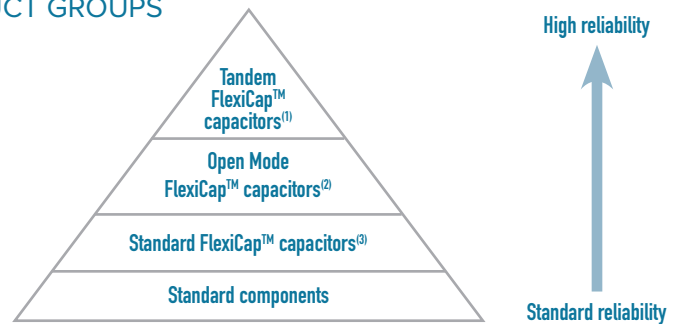 UCT GROUPS
High reliability
Tandem
FlexiCap™
capacitors⁽¹⁾
Open Mode
FlexiCap™ capacitors⁽²⁾
Standard FlexiCap™ capacitors⁽³⁾
Standard components
Standard reliability